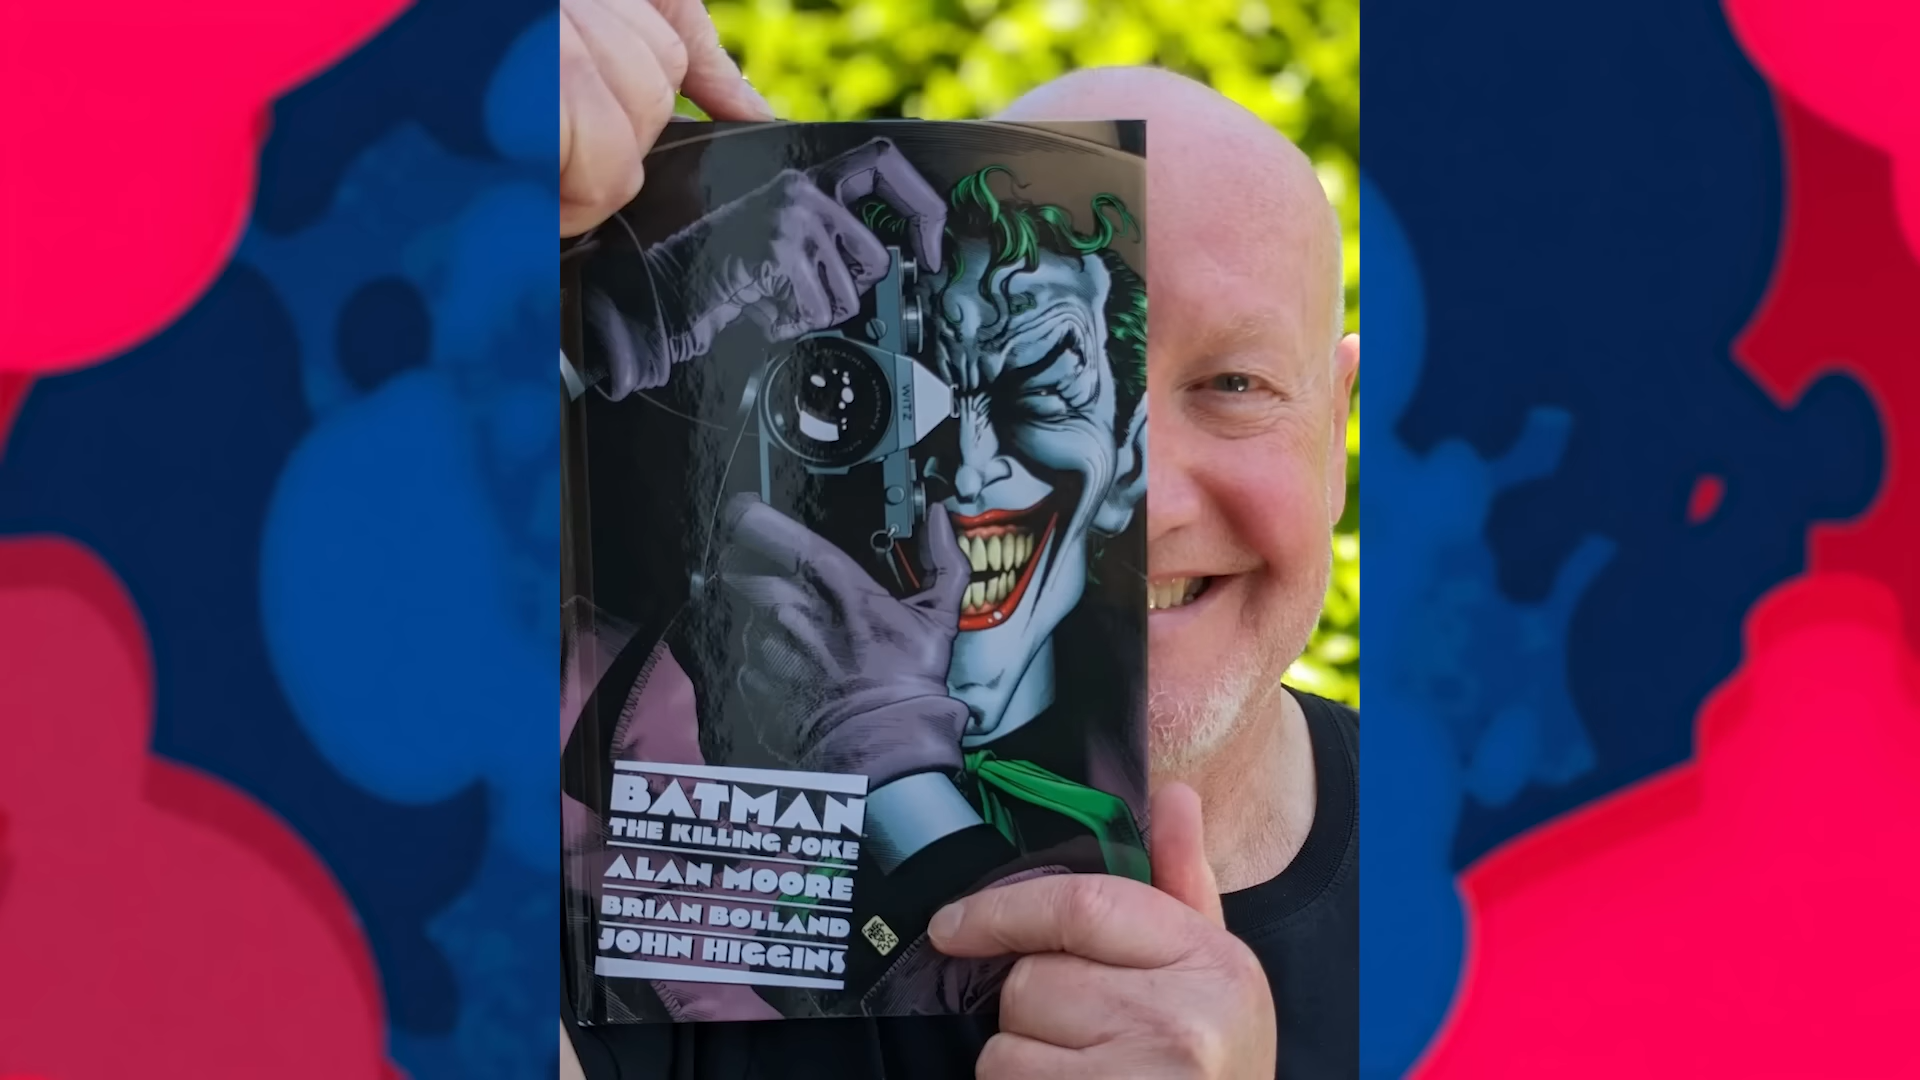 WITZ
BATMAN
THE KILLING JOKE
ALAN MOORE
BRIAN BOLLAND
JOHN HIGGINS